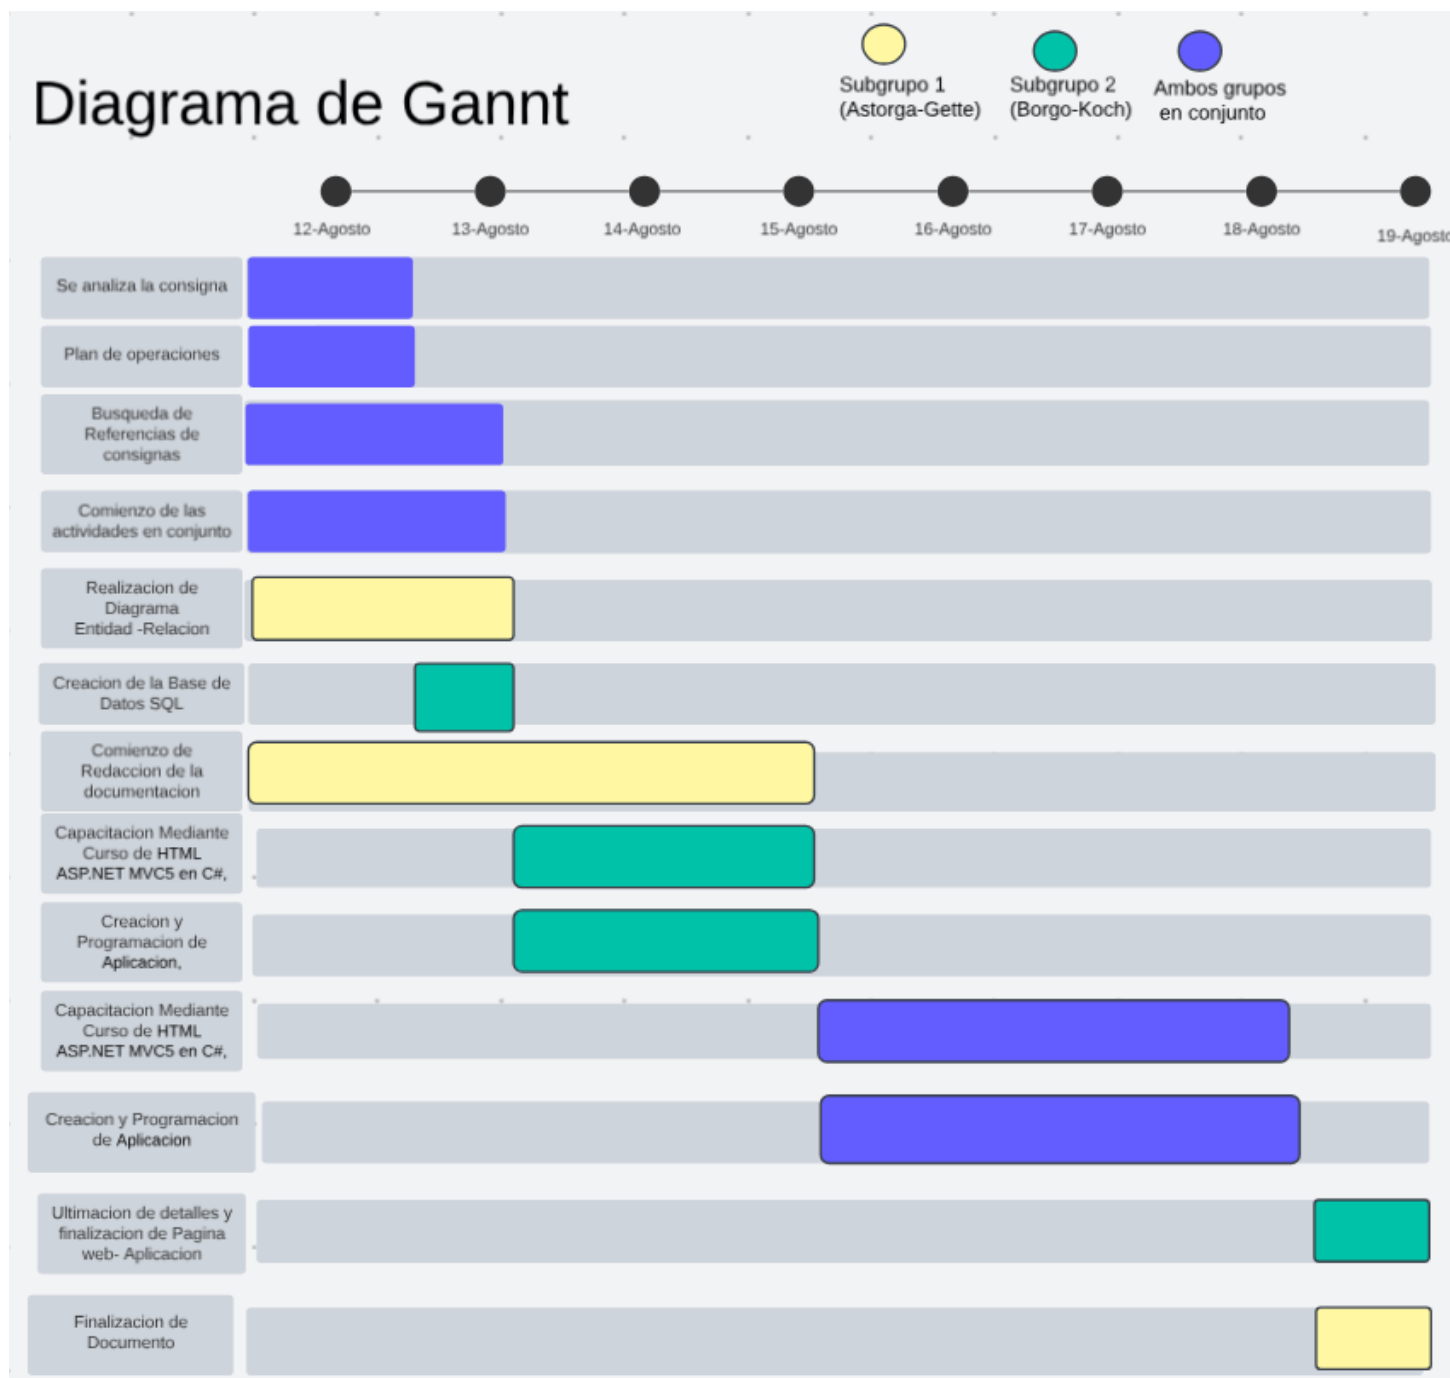 Diagrama de Gannt
Subgrupo 1
(Astorga-Gette)
Subgrupo 2
(Borgo-Koch)
Ambos grupos
en conjunto
12-Agosto
13-Agosto
14-Agosto
15-Agosto
16-Agosto
17-Agosto
18-Agosto
19-Agosto
Se analiza la consigna
Plan de operaciones
Busqueda de
Referencias de
consignas
Comienzo de las
actividades en conjunto
Realizacion de
Diagrama
Entidad -Relacion
Creacion de la Base de
Datos SQL
Comienzo de
Redaccion de la
documentacion
Capacitacion Mediante
Curso de HTML
ASP.NET MVC5 en C#,
Creacion y
Programacion de
Aplicacion,
Capacitacion Mediante
Curso de HTML
ASP.NET MVC5 en C#,
Creacion y Programacion
de Aplicacion
Ultimacion de detalles y
finalizacion de Pagina
web- Aplicacion
Finalizacion de
Documento